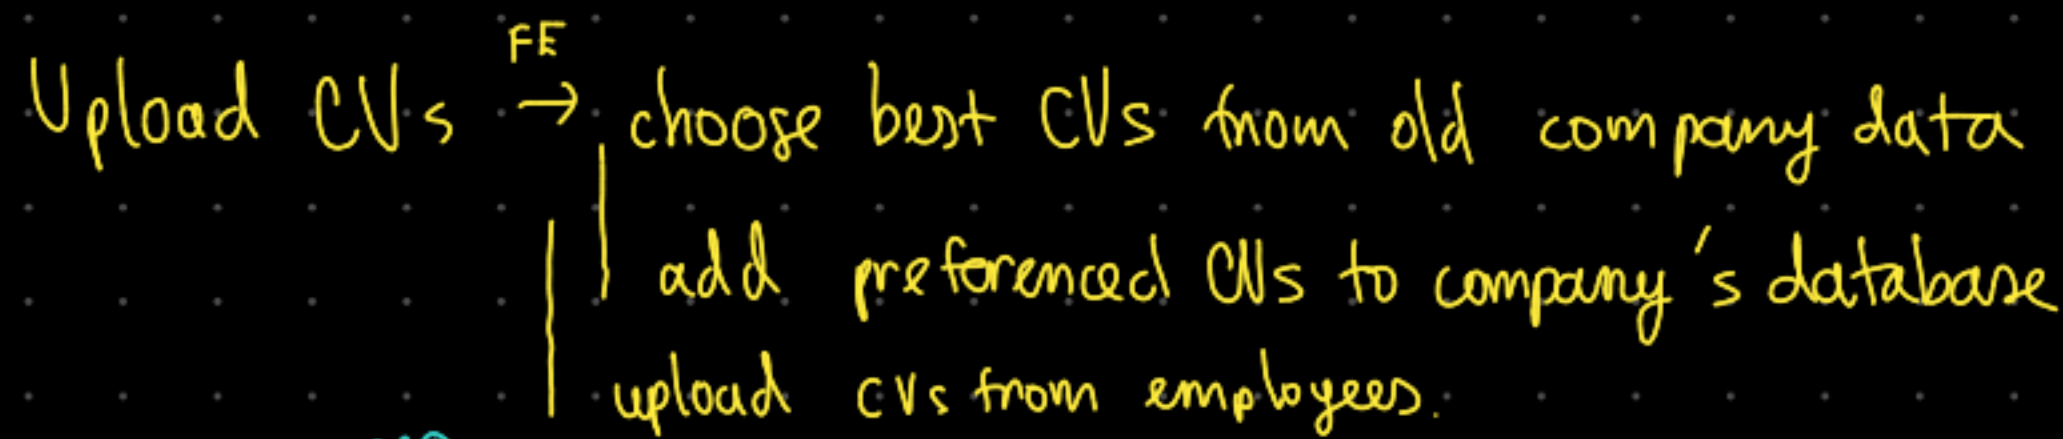 FE
Upload CVs → choose best CVs from old company data
add preferenced CVs to company's database
upload CVs from employees.